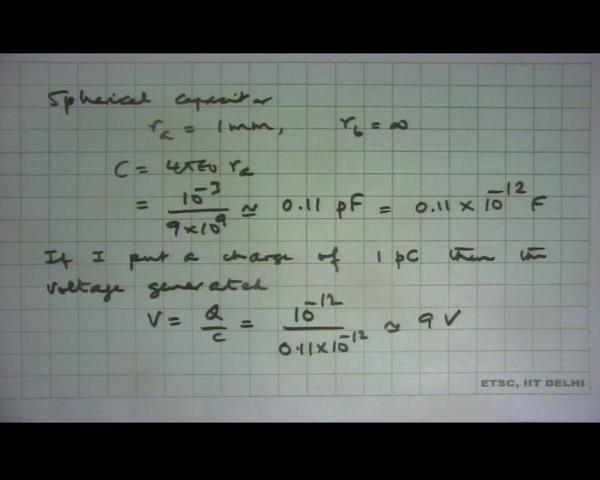 Spherical capacitor
ra = 1 mm, rb = ∞
C = 4πε0 ra
= 10^-3 / 9×10^9 ≃ 0.11 pF = 0.11 × 10^-12 F
If I put a charge of 1 pC then the
voltage generated
V = Q/C = 10^-12 / 0.11×10^-12 ≃ 9 V
ETSC, IIT DELHI